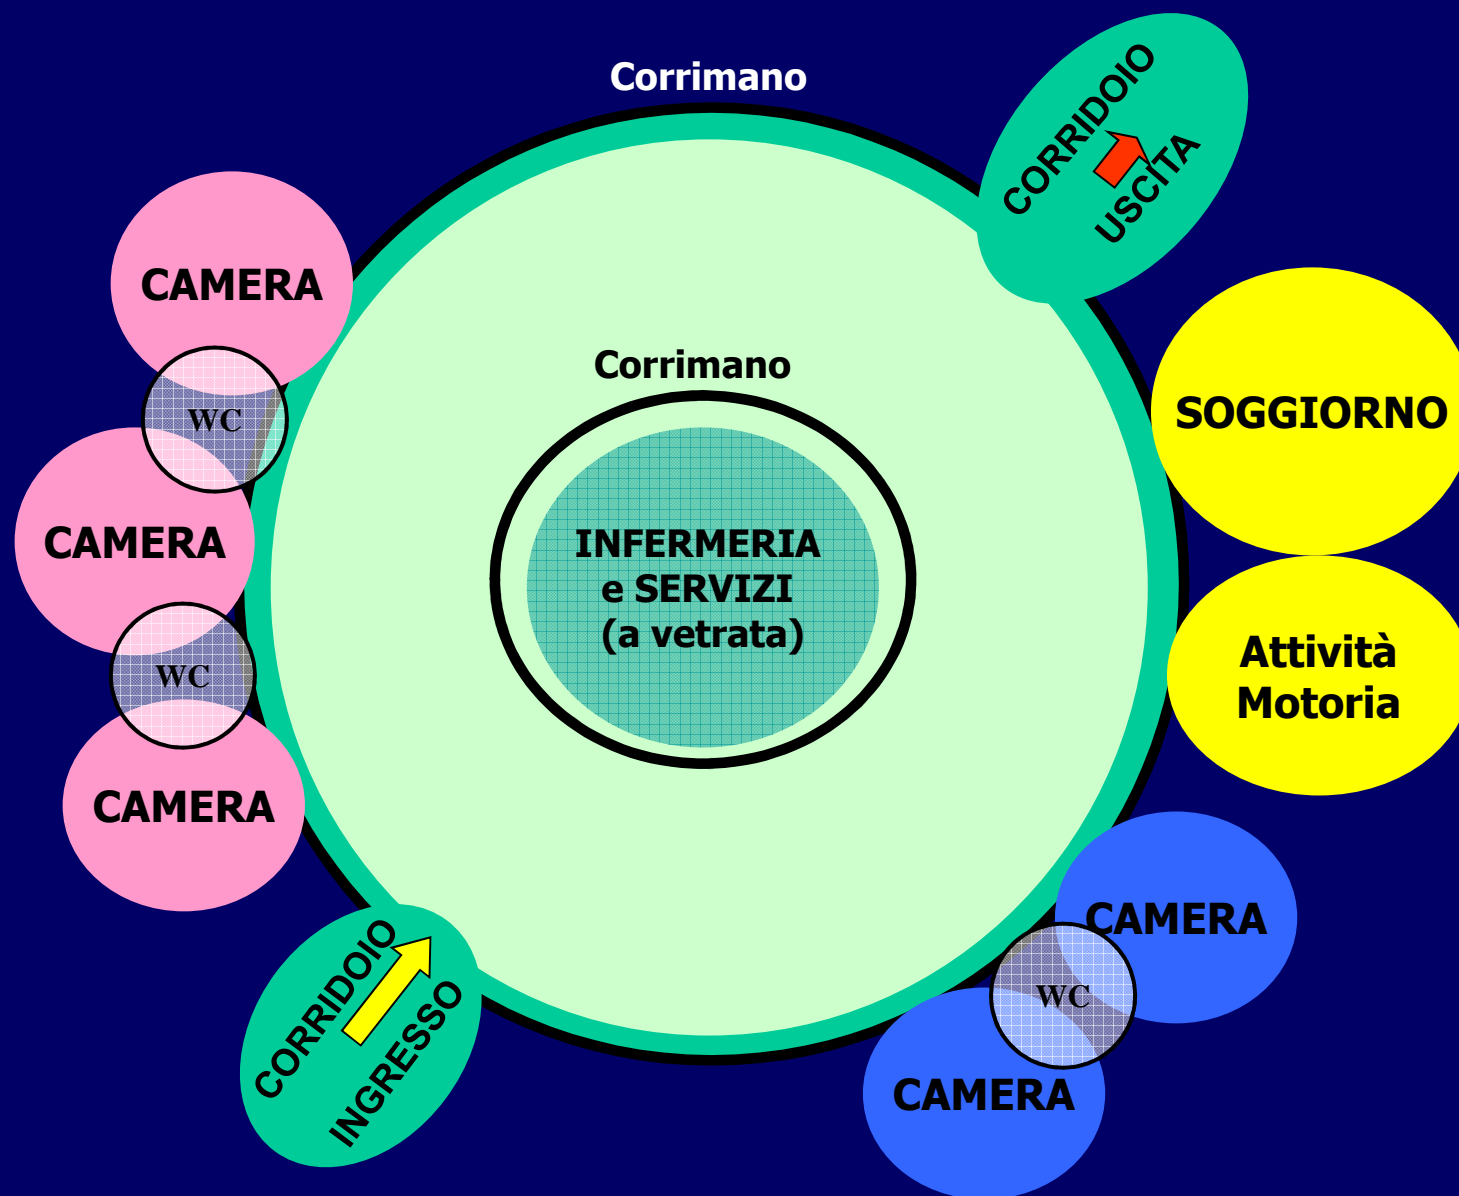 Corrimano
CORRIDOIO
USCITA
CAMERA
WC
CAMERA
WC
CAMERA
Corrimano
INFERMERIA
e SERVIZI
(a vetrata)
SOGGIORNO
Attività
Motoria
CAMERA
WC
CAMERA
CORRIDOIO
INGRESSO